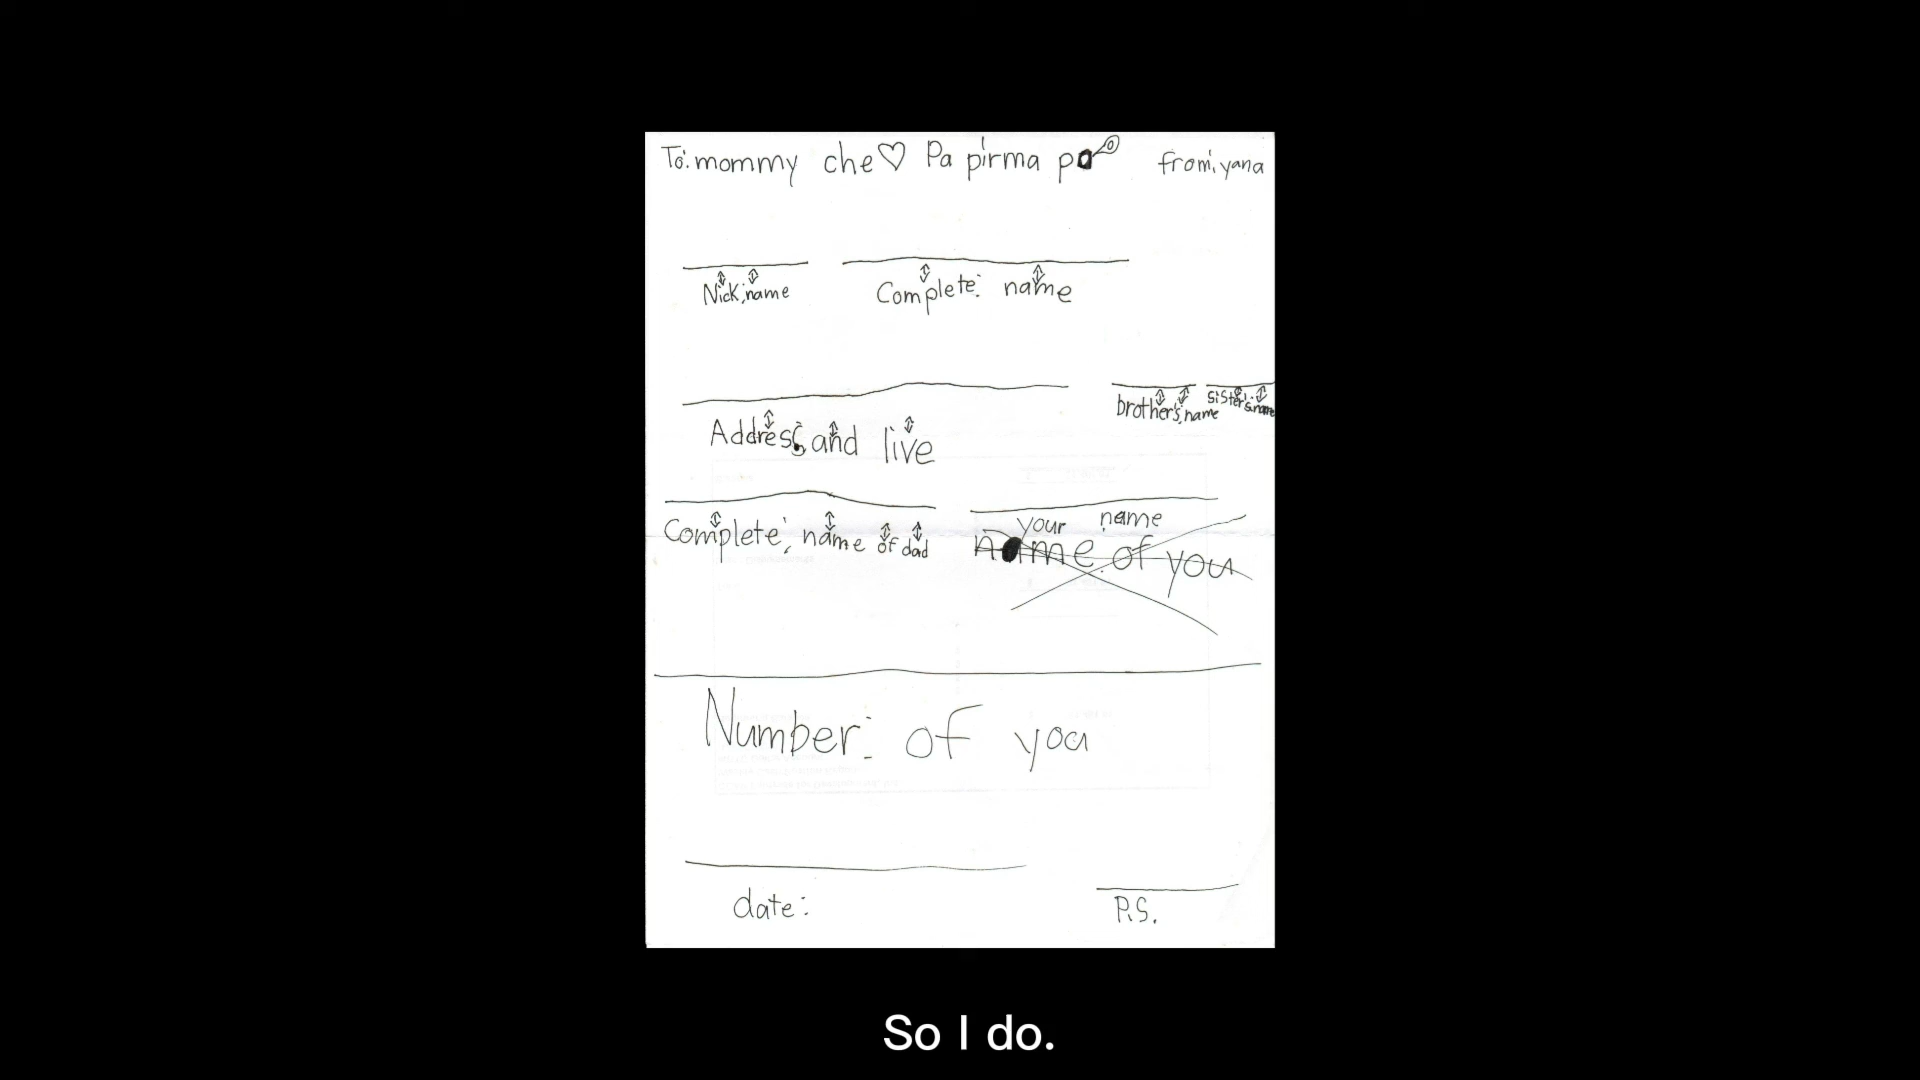 To: mommy che♡ Pa pirma po from: yana
Nick; name Complete: name
Address, and live brother's, name sister's name
Complete; name of dad your name
name of you
Number: of you
date: P.S.
So I do.